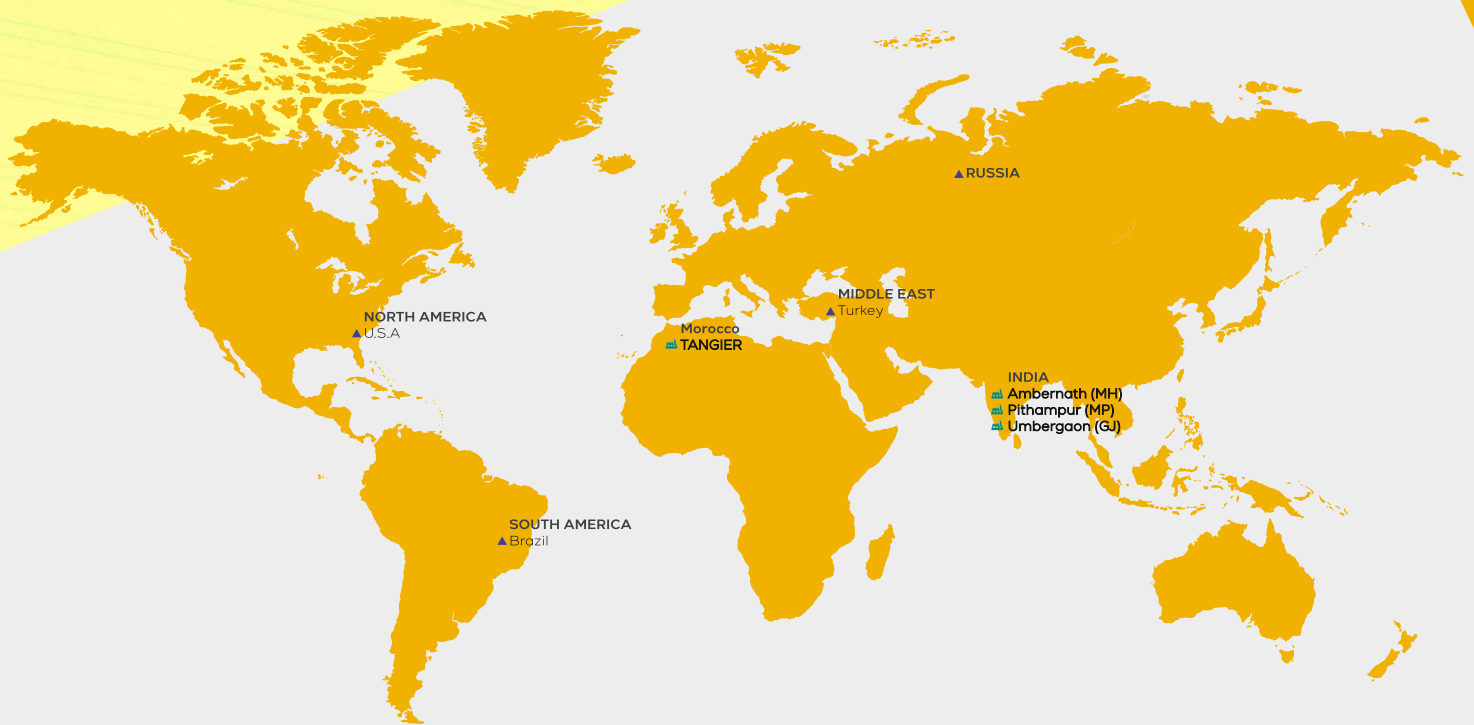 RUSSIA
MIDDLE EAST
Turkey
NORTH AMERICA
U.S.A
Morocco
TANGIER
INDIA
Ambernath (MH)
Pithampur (MP)
Umbergaon (GJ)
SOUTH AMERICA
Brazil